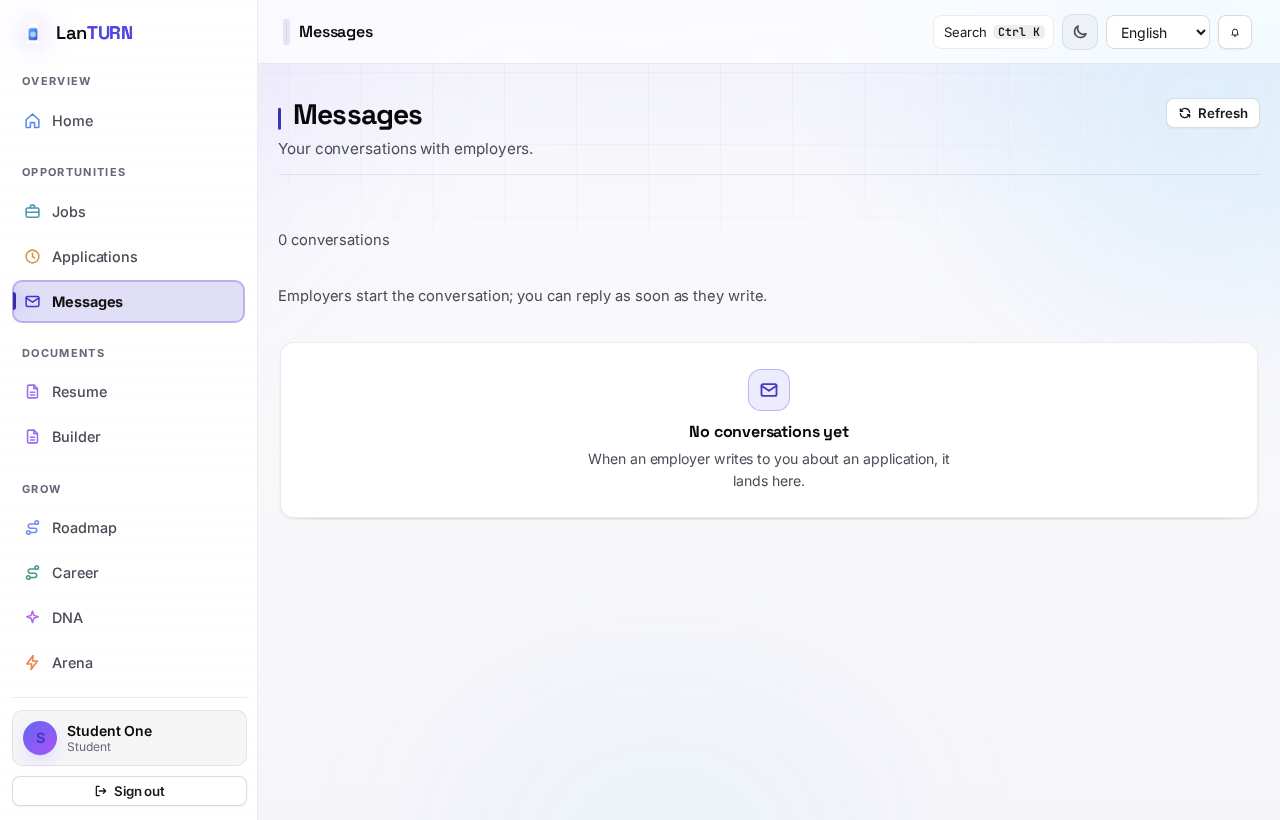 LanTURN
OVERVIEW
Home
OPPORTUNITIES
Jobs
Applications
Messages
DOCUMENTS
Resume
Builder
GROW
Roadmap
Career
DNA
Arena
S
Student One
Student
Sign out
Messages
Search Ctrl K
English
Messages
Refresh
Your conversations with employers.
0 conversations
Employers start the conversation; you can reply as soon as they write.
No conversations yet
When an employer writes to you about an application, it
lands here.